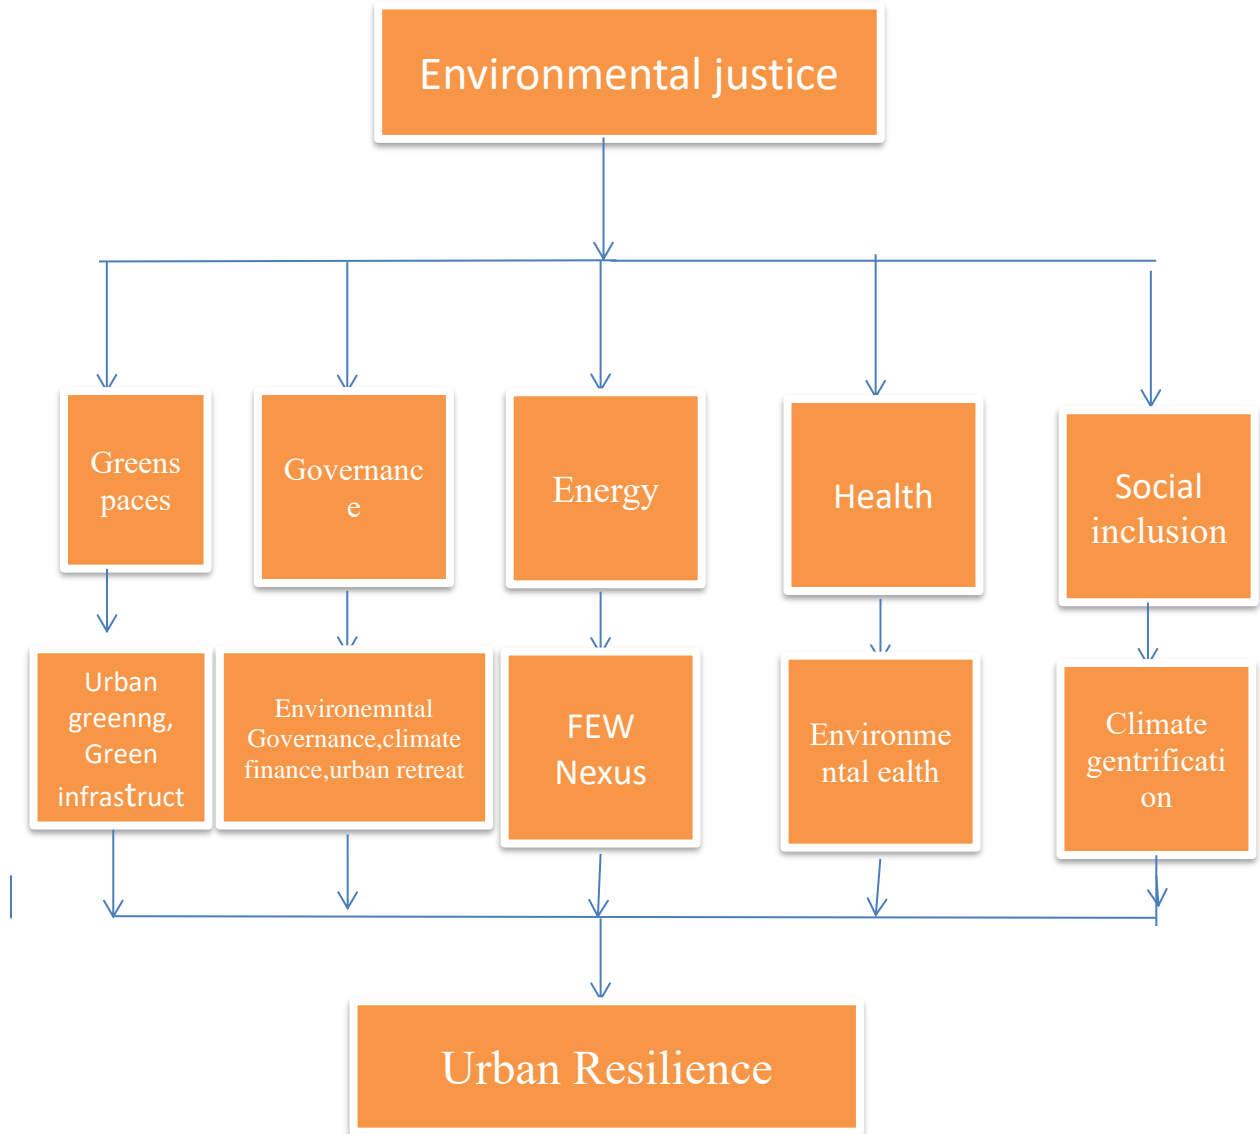 Environmental justice
Greens
paces
Governanc
e
Energy
Health
Social
inclusion
Urban
greenng,
Green
infrastruct
Environemntal
Governance,climate
finance,urban retreat
FEW
Nexus
Environme
ntal ealth
Climate
gentrificati
on
Urban Resilience